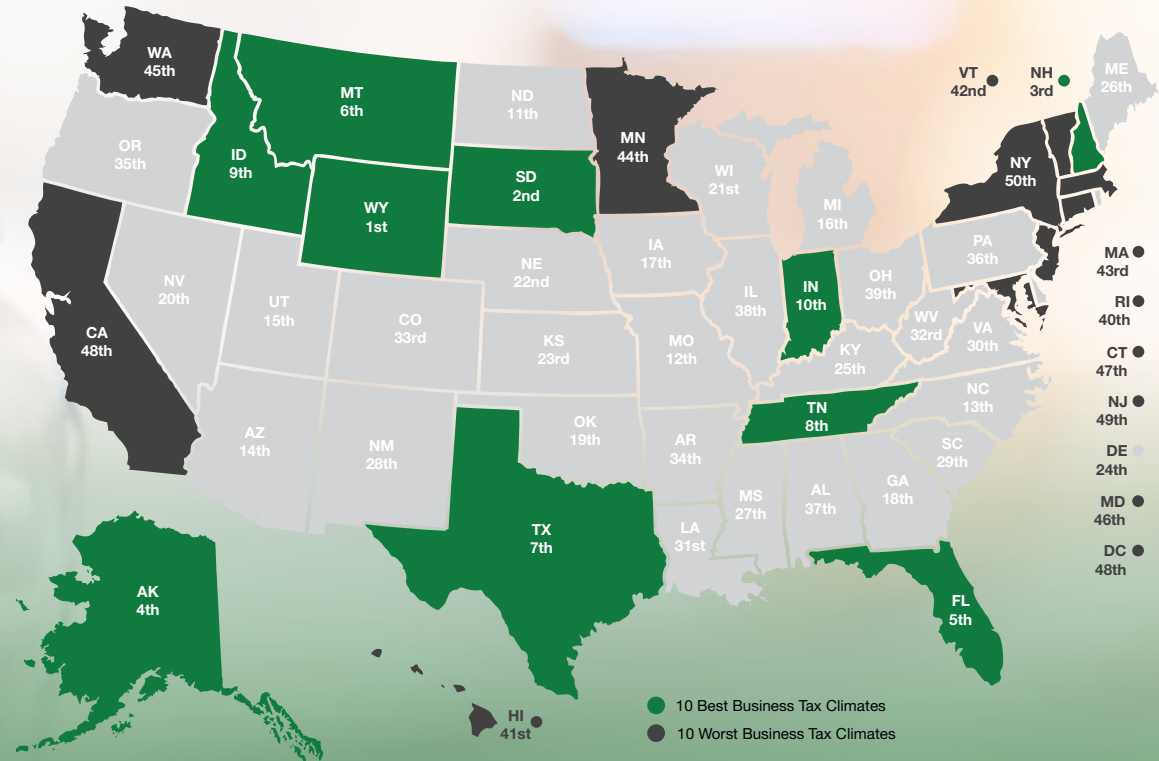 WA
45th
MT
6th
ND
11th
MN
44th
VT
42nd
NH
3rd
ME
26th
OR
35th
ID
9th
WY
1st
SD
2nd
WI
21st
MI
16th
NY
50th
NV
20th
UT
15th
CO
33rd
NE
22nd
IA
17th
IL
38th
IN
10th
OH
39th
PA
36th
MA
43rd
RI
40th
CA
48th
KS
23rd
MO
12th
KY
25th
WV
32rd
VA
30th
CT
47th
NJ
49th
AZ
14th
NM
28th
OK
19th
AR
34th
TN
8th
NC
13th
SC
29th
DE
24th
MD
46th
DC
48th
TX
7th
LA
31st
MS
27th
AL
37th
GA
18th
FL
5th
AK
4th
HI
41st
10 Best Business Tax Climates
10 Worst Business Tax Climates